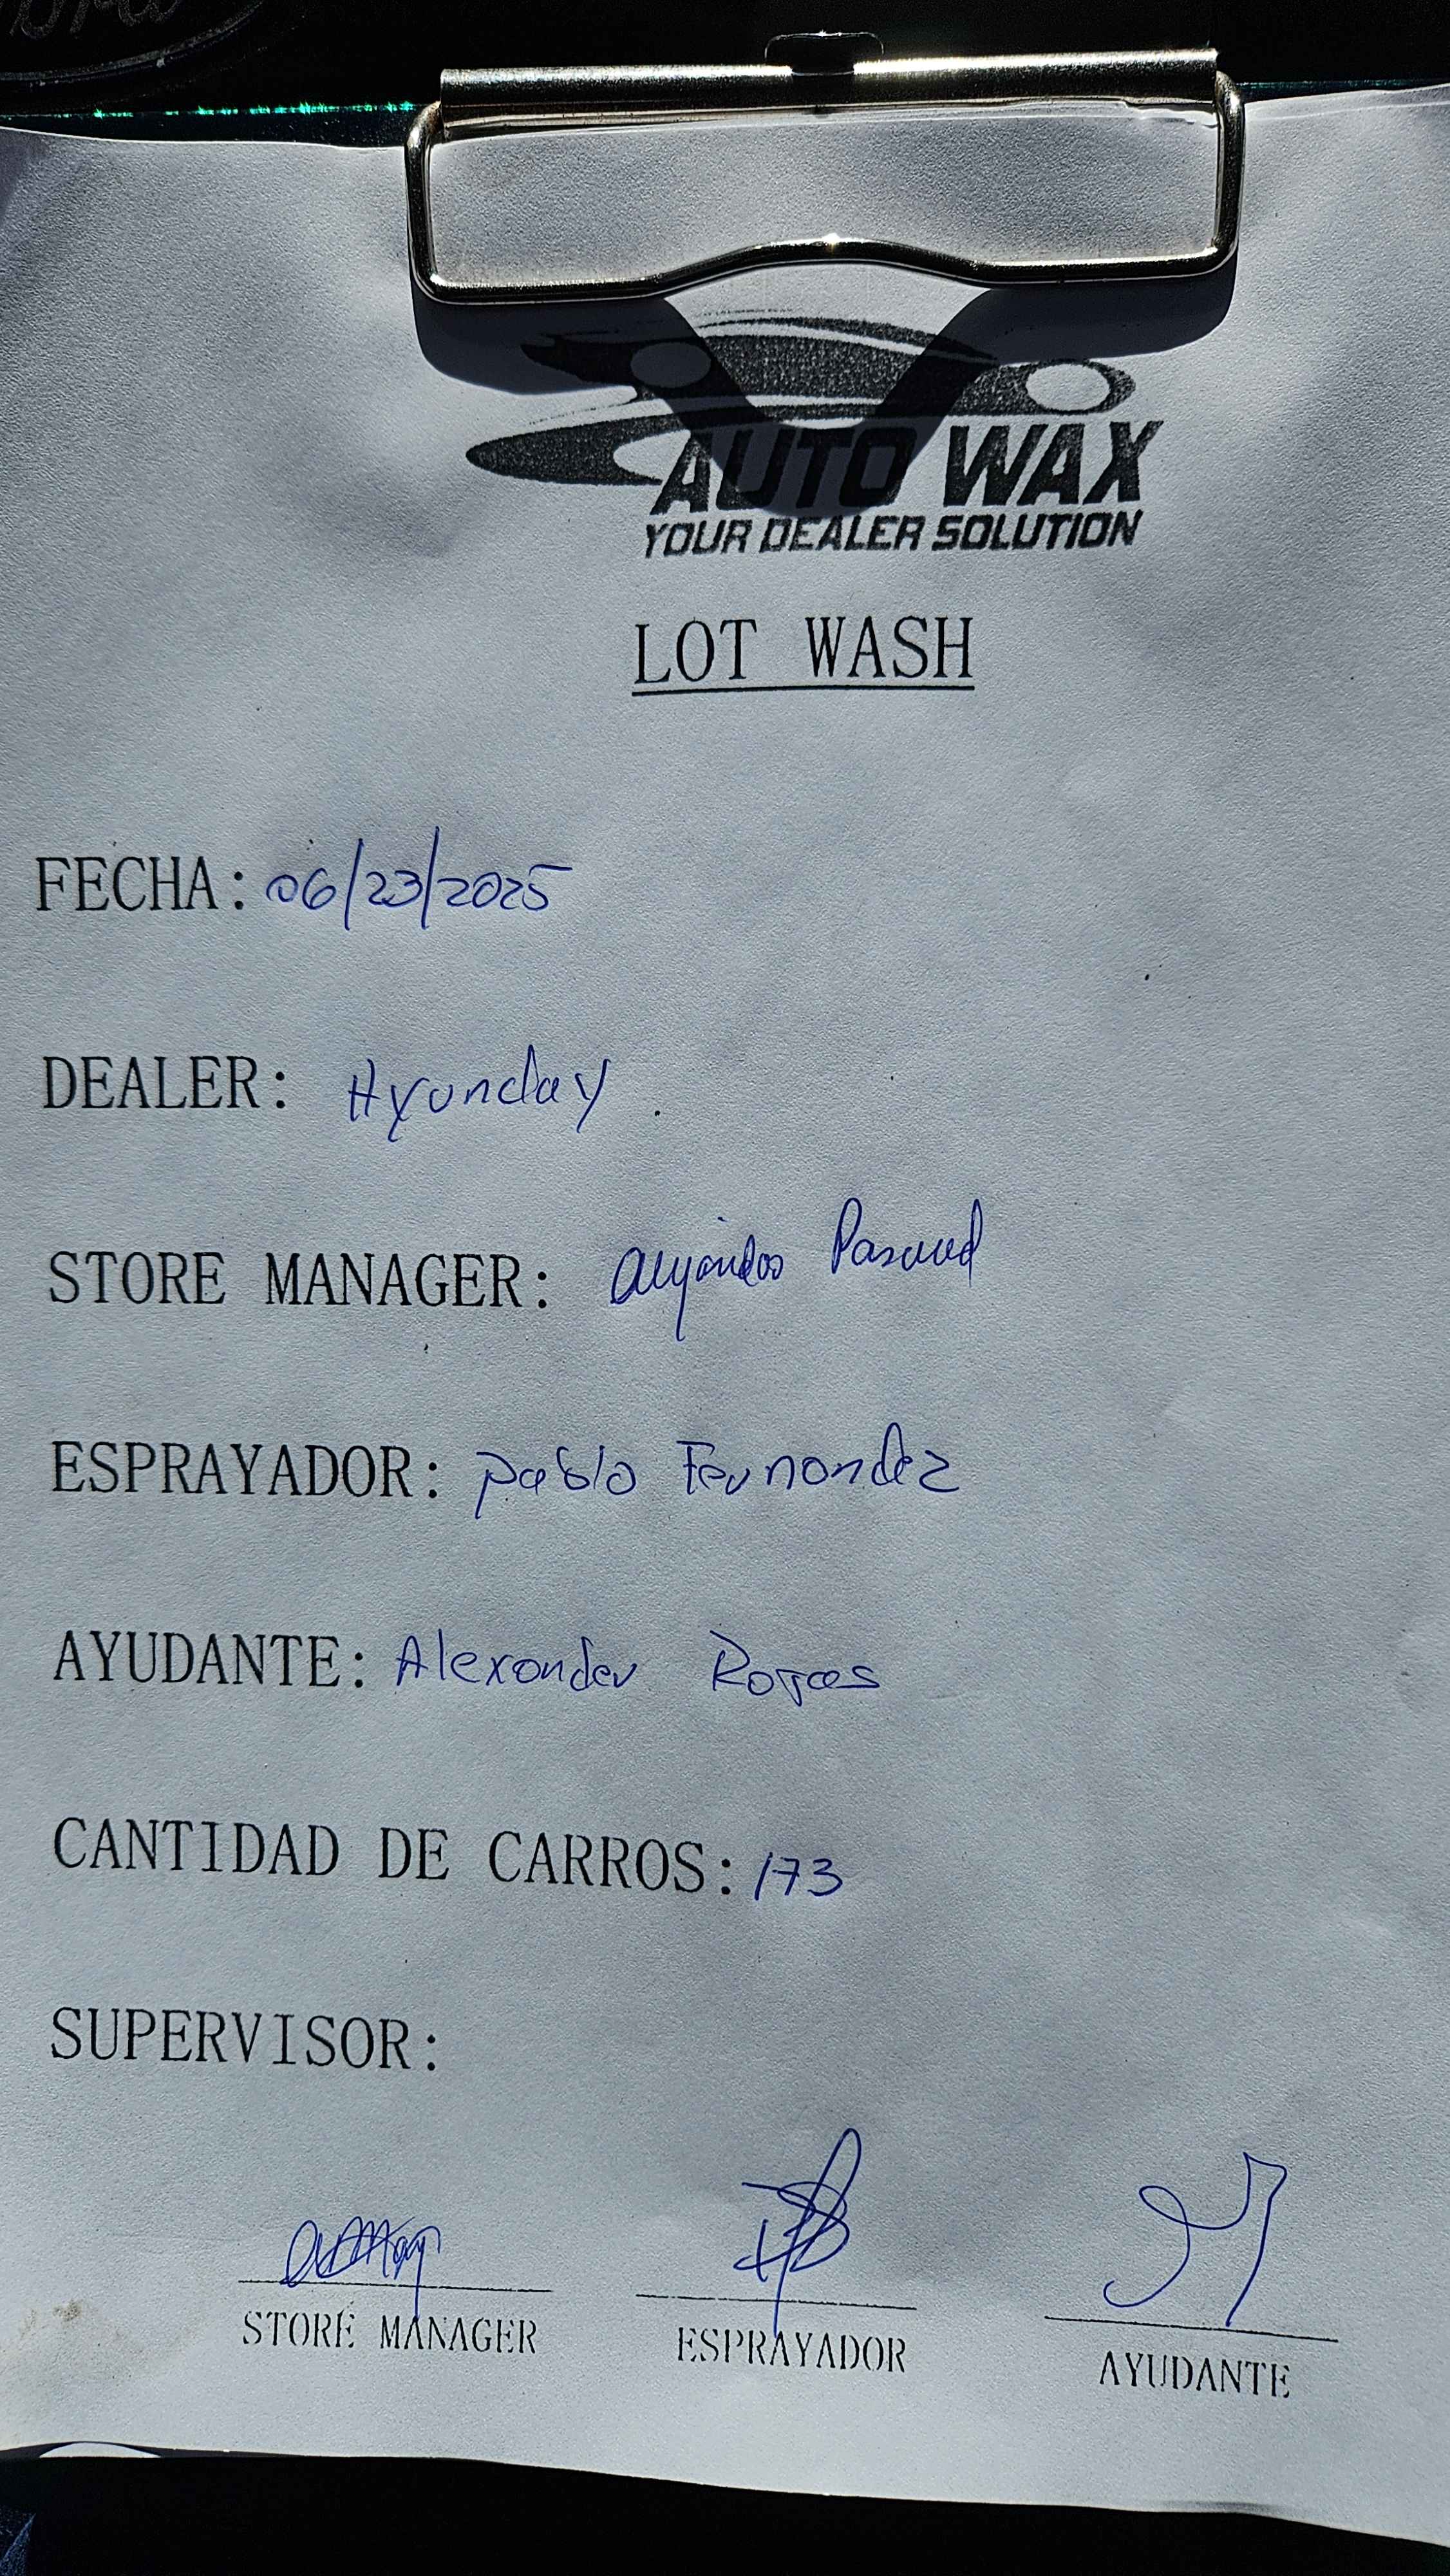 AUTO WAX
YOUR DEALER SOLUTION
LOT WASH
FECHA: 06/23/2025
DEALER: Hyunday
STORE MANAGER: Alejandro
ESPRAYADOR: Pablo Fernandez
AYUDANTE: Alexander Rojas
CANTIDAD DE CARROS: 173
SUPERVISOR:
STORE MANAGER ESPRAYADOR AYUDANTE